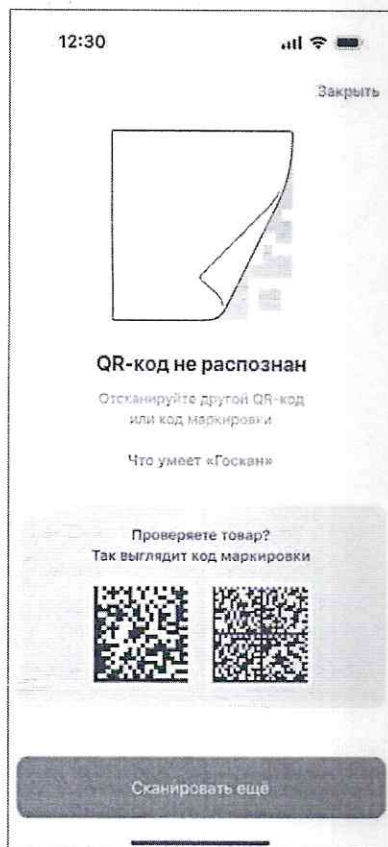 12:30
Закрыть
QR-код не распознан
Отсканируйте другой QR-код
или код маркировки
Что умеет «Госкан»
Проверяете товар?
Так выглядит код маркировки
Сканировать ещё